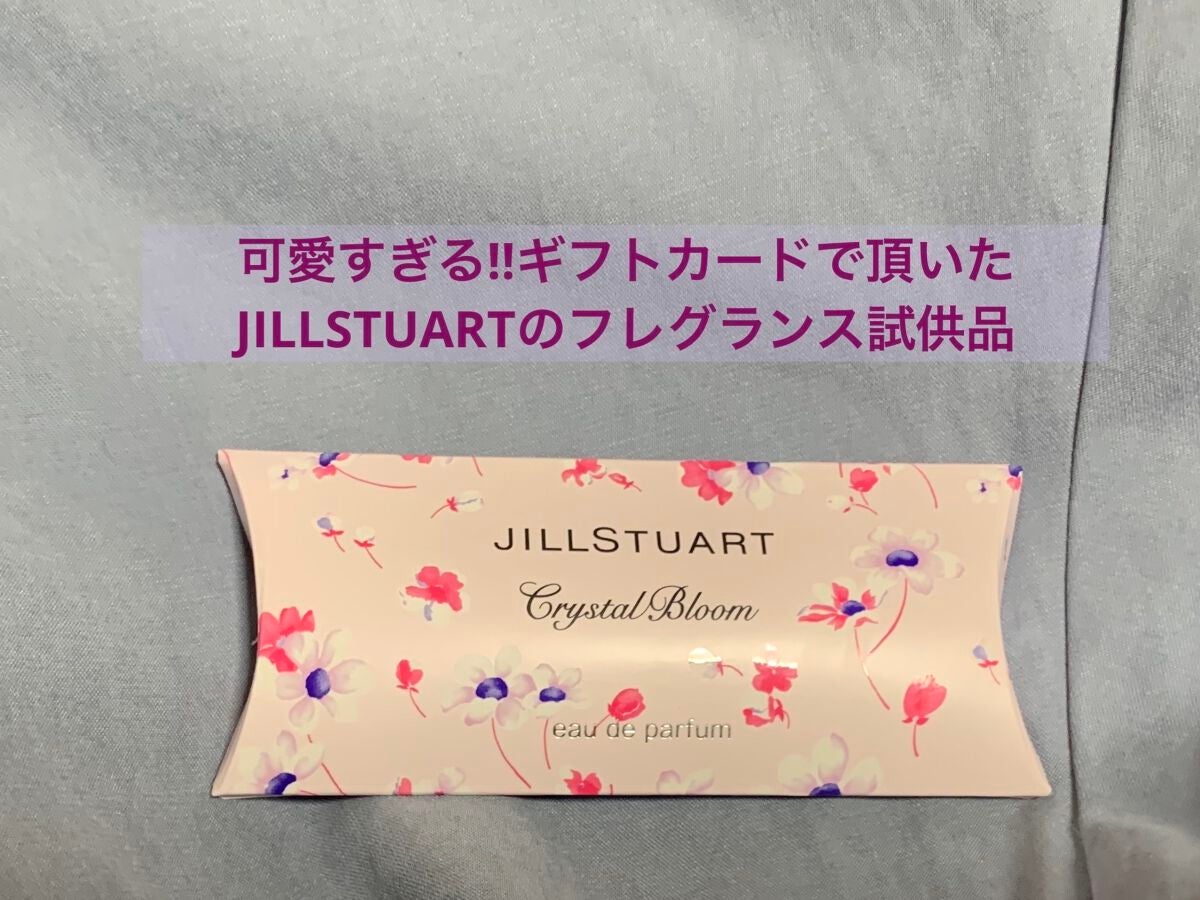 可愛すぎる!!ギフトカードで頂いた
JILLSTUARTのフレグランス試供品
JILLSTUART
Crystal Bloom
eau de parfum